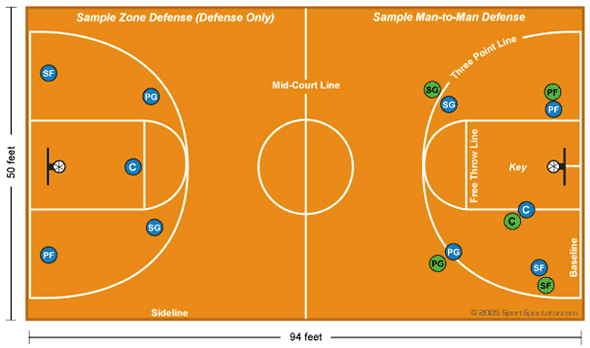 Sample Zone Defense (Defense Only)
Sample Man-to-Man Defense
Three Point Line
SF
PG
Mid-Court Line
SG
SG
PF
PF
50 feet
C
Free Throw Line
Key
C
C
SG
PF
PG
PG
SF
SF
Baseline
Sideline
© 2005 SportSpectator.com
94 feet